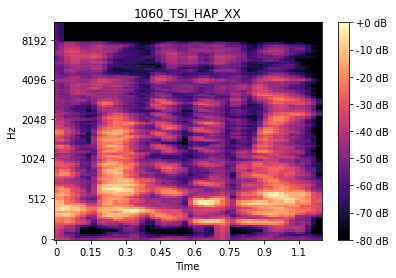 1060_TSI_HAP_XX
Hz
8192
4096
2048
1024
512
0
0 0.15 0.3 0.45 0.6 0.75 0.9 1.1
Time
+0 dB
-10 dB
-20 dB
-30 dB
-40 dB
-50 dB
-60 dB
-70 dB
-80 dB